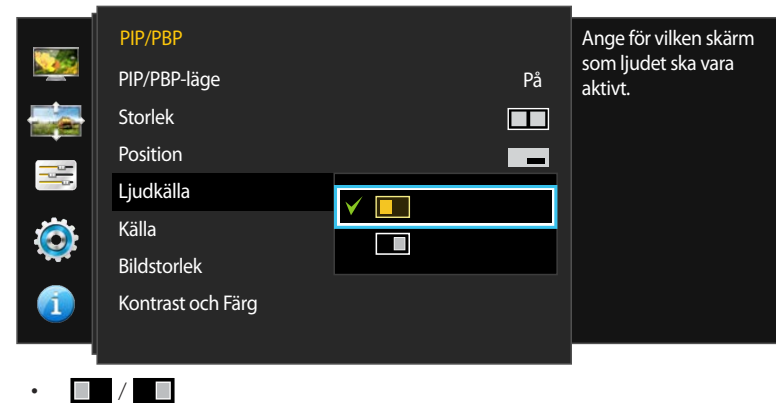 PIP/PBP
PIP/PBP-läge På
Storlek
Position
Ljudkälla
Källa
Bildstorlek
Kontrast och Färg
Ange för vilken skärm
som ljudet ska vara
aktivt.
• /